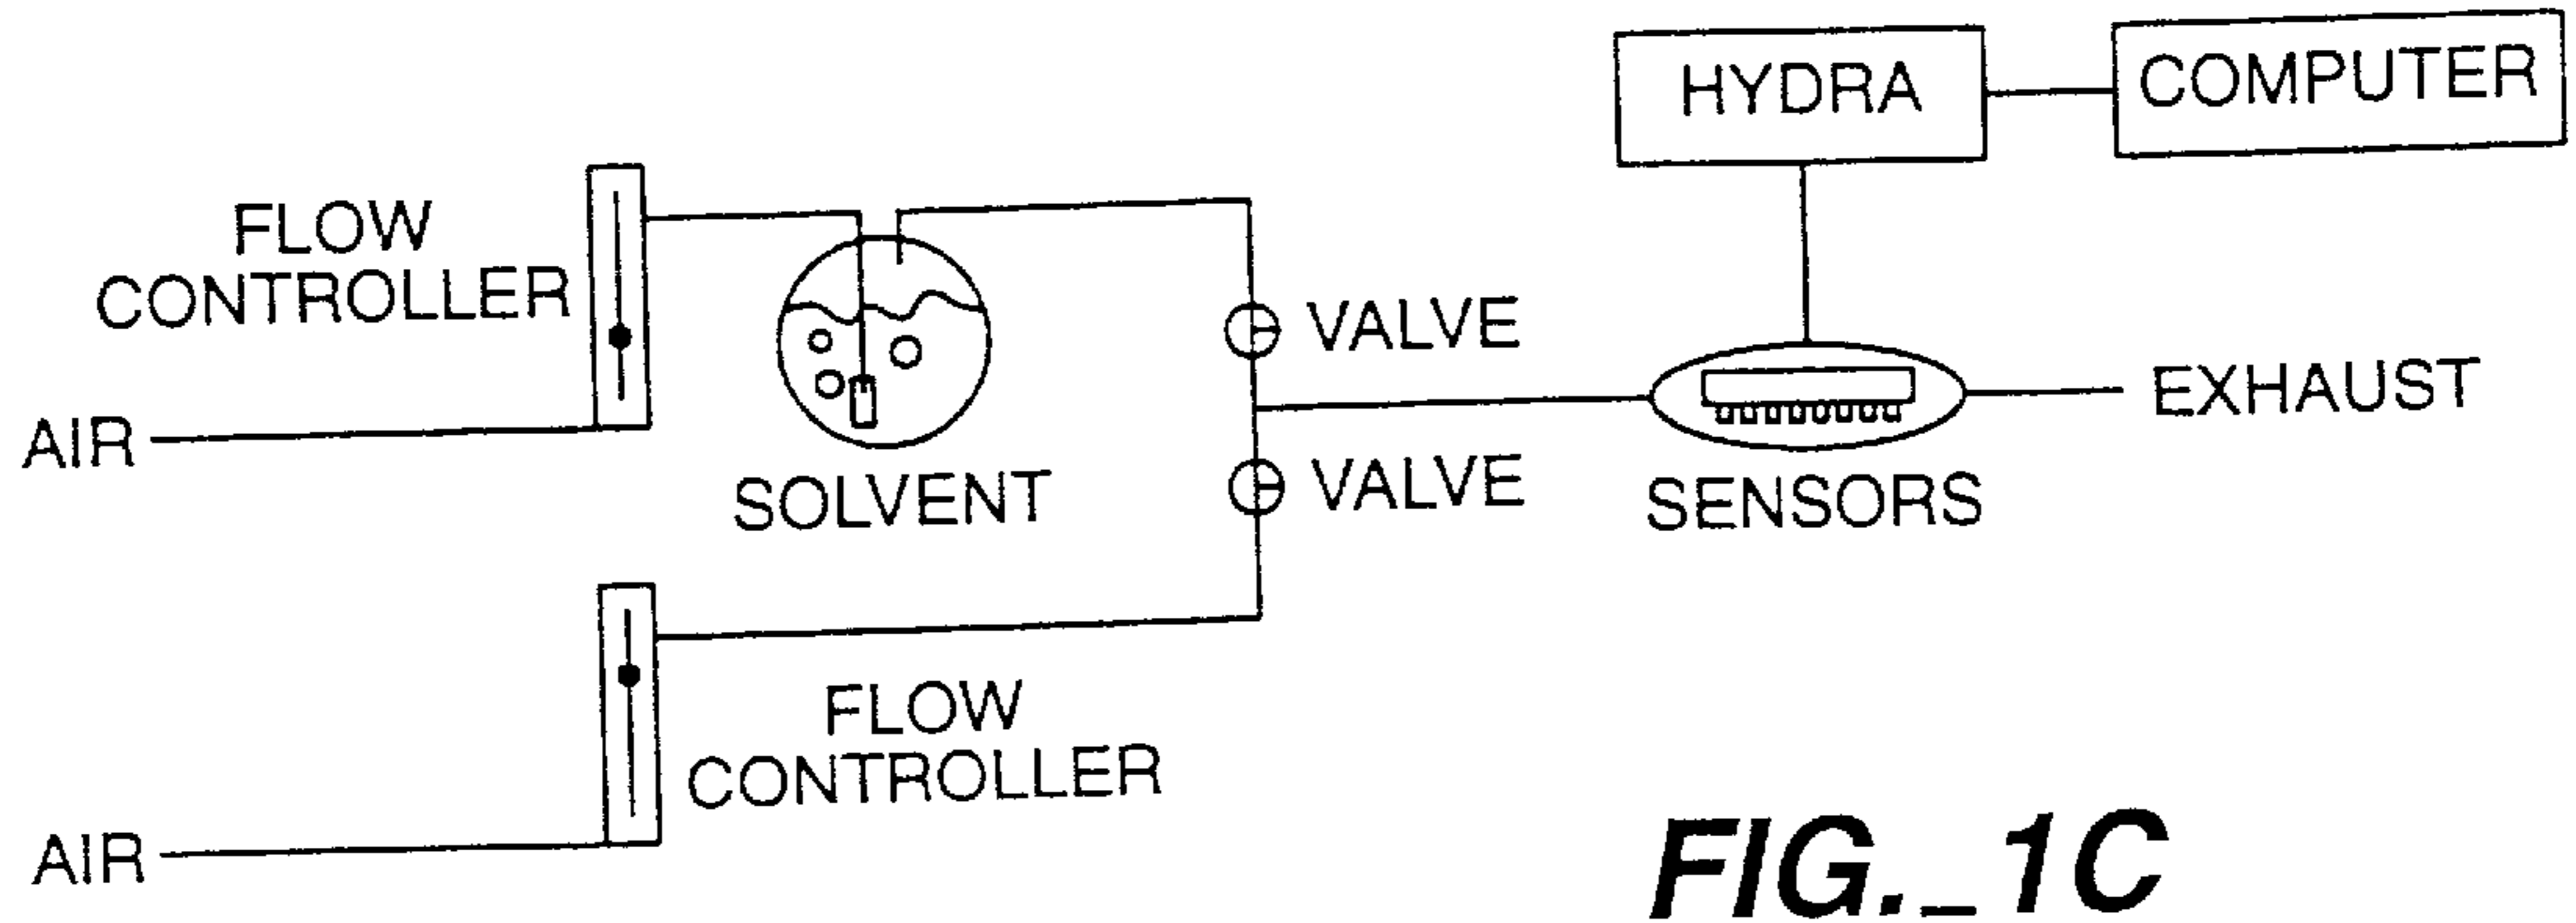 HYDRA
COMPUTER
FLOW
CONTROLLER
AIR
SOLVENT
VALVE
VALVE
SENSORS
EXHAUST
FLOW
CONTROLLER
AIR
FIG._1C